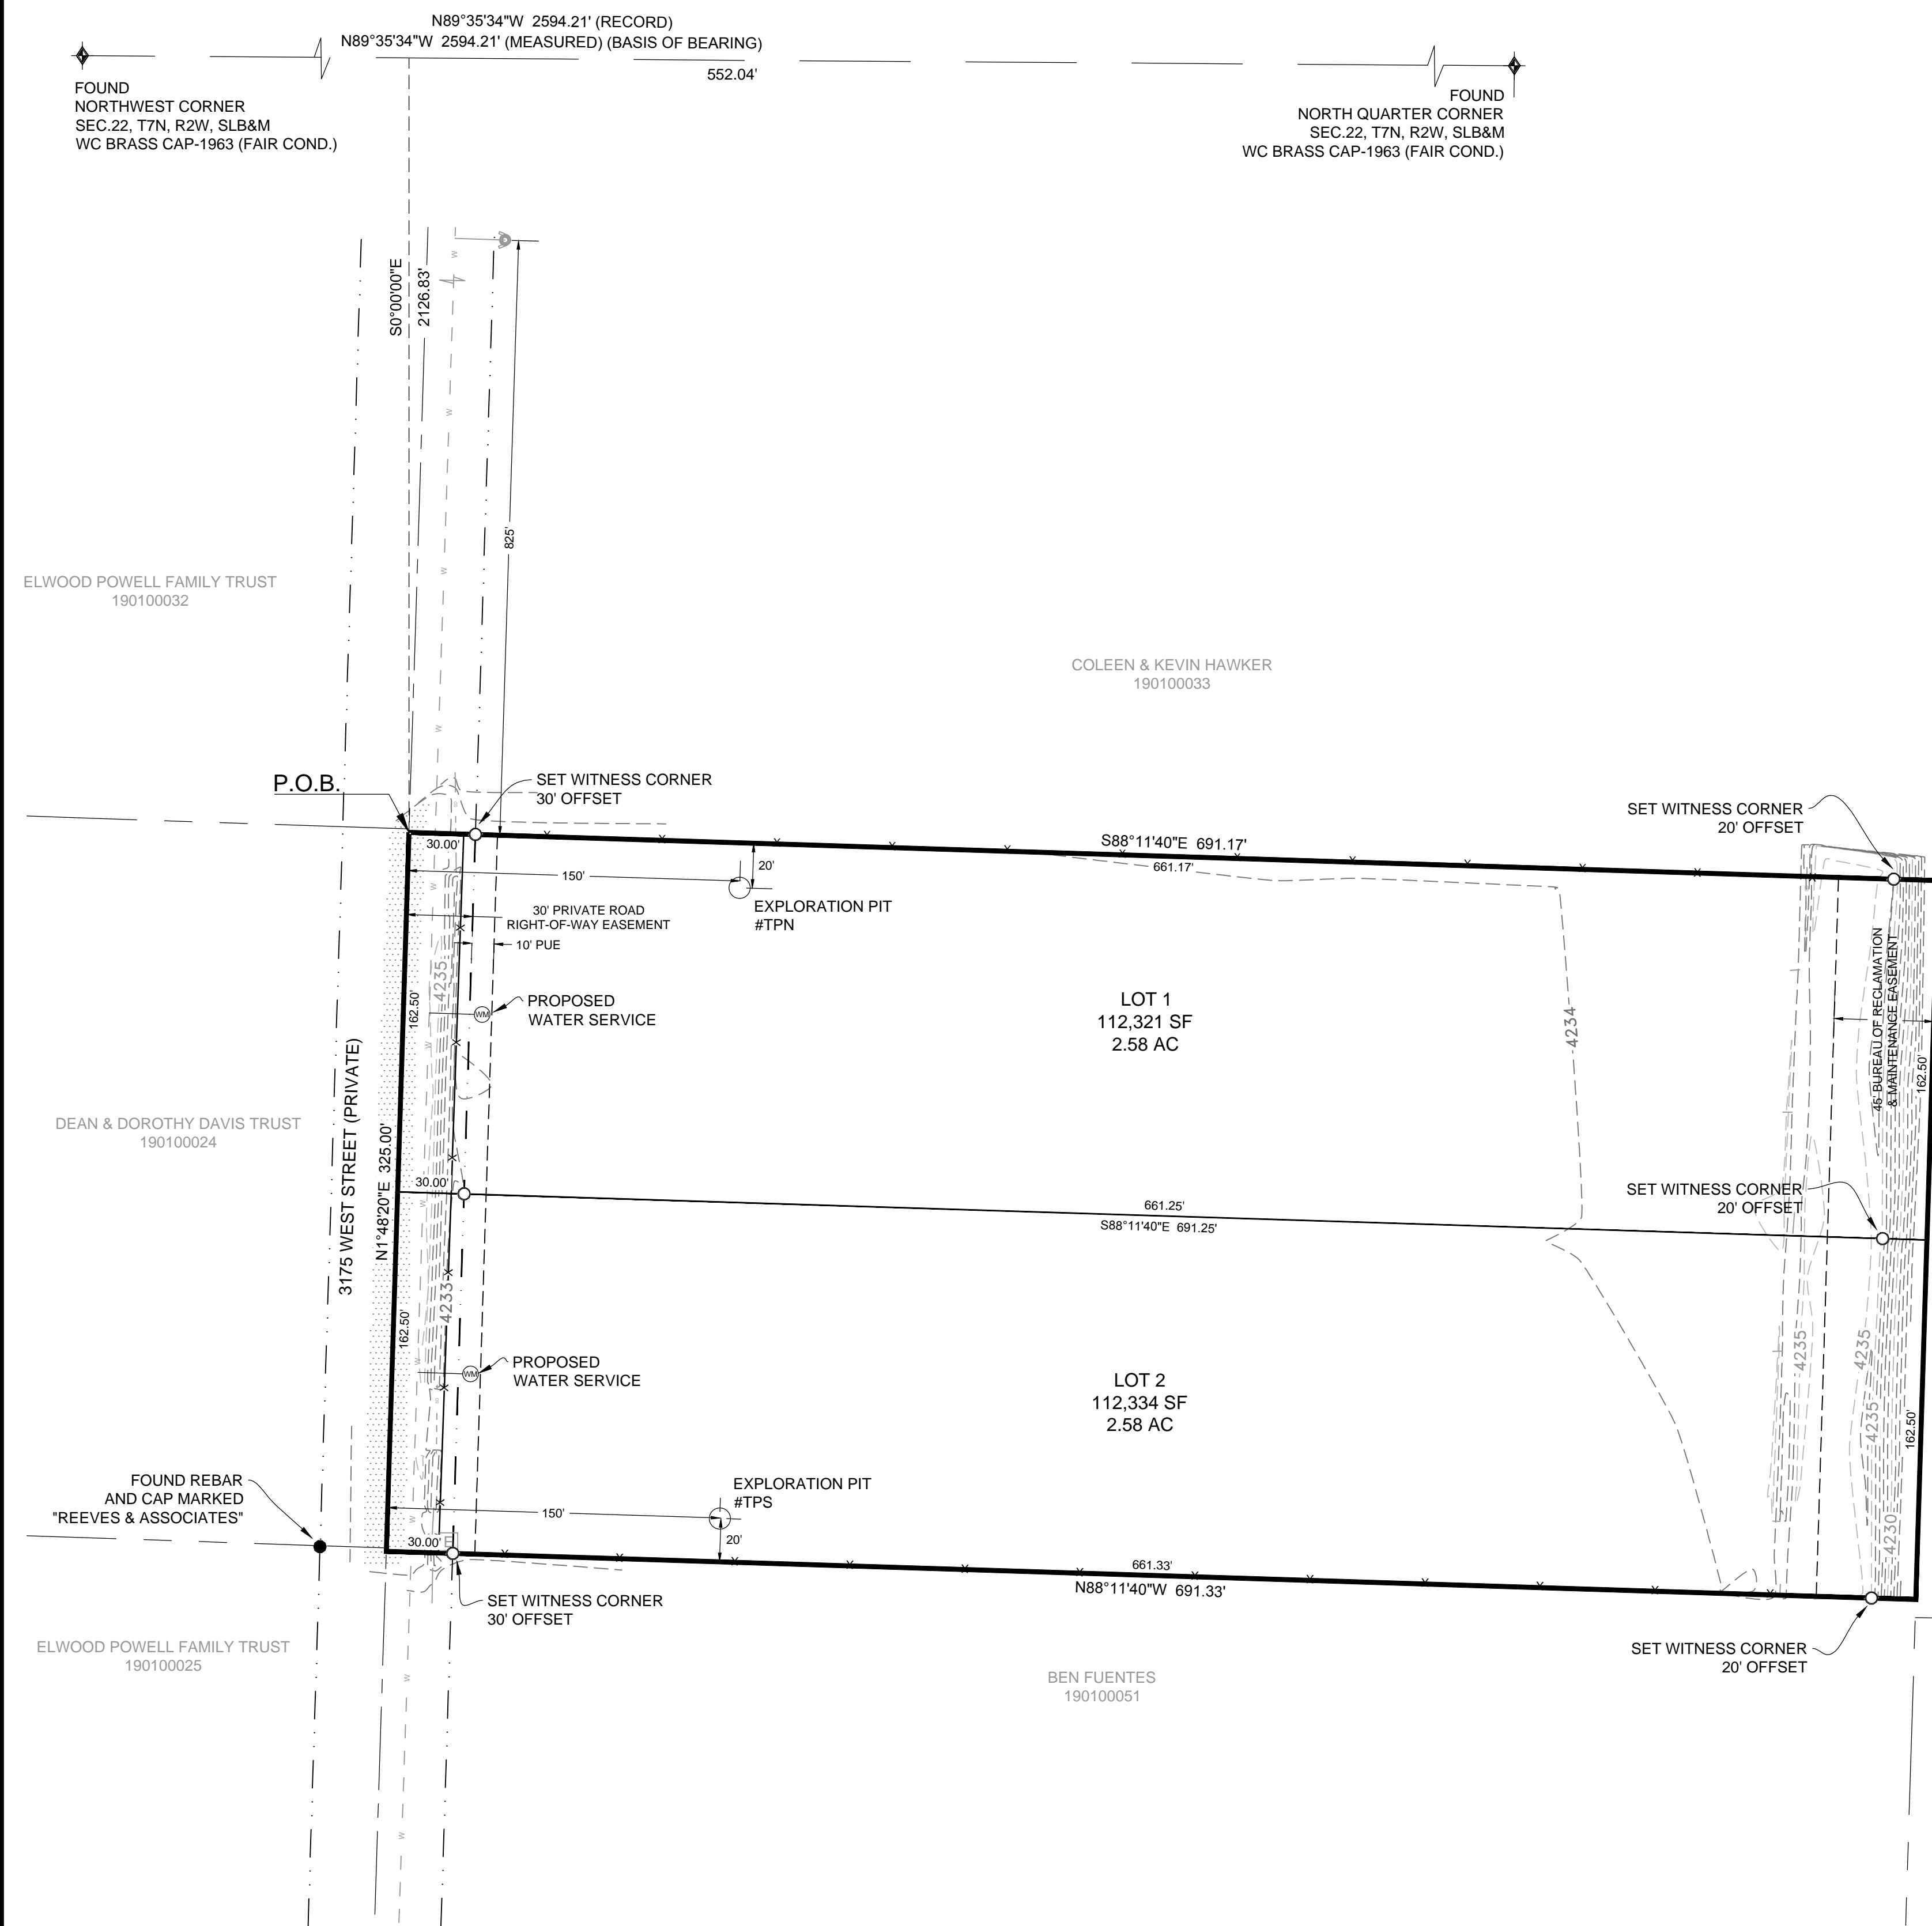 N89°35'34"W 2594.21' (RECORD)
N89°35'34"W 2594.21' (MEASURED) (BASIS OF BEARING)
552.04'
FOUND
NORTHWEST CORNER
SEC.22, T7N, R2W, SLB&M
WC BRASS CAP-1963 (FAIR COND.)
FOUND
NORTH QUARTER CORNER
SEC.22, T7N, R2W, SLB&M
WC BRASS CAP-1963 (FAIR COND.)
S0°00'00"E
2126.83'
W
W
W
W
W
W
825'
ELWOOD POWELL FAMILY TRUST
190100032
COLEEN & KEVIN HAWKER
190100033
P.O.B.
SET WITNESS CORNER
30' OFFSET
SET WITNESS CORNER
20' OFFSET
S88°11'40"E 691.17'
661.17'
30.00'
150'
20'
EXPLORATION PIT
#TPN
30' PRIVATE ROAD
RIGHT-OF-WAY EASEMENT
10' PUE
4235
162.50'
WM
PROPOSED
WATER SERVICE
LOT 1
112,321 SF
2.58 AC
4234
45' BUREAU OF RECLAMATION
& MAINTENANCE EASEMENT
162.50'
3175 WEST STREET (PRIVATE)
N1°48'20"E 325.00'
DEAN & DOROTHY DAVIS TRUST
190100024
30.00'
661.25'
S88°11'40"E 691.25'
SET WITNESS CORNER
20' OFFSET
4233
162.50'
WM
PROPOSED
WATER SERVICE
LOT 2
112,334 SF
2.58 AC
4235
4235
4235
4230
162.50'
FOUND REBAR
AND CAP MARKED
"REEVES & ASSOCIATES"
EXPLORATION PIT
#TPS
150'
20'
30.00'
661.33'
N88°11'40"W 691.33'
SET WITNESS CORNER
30' OFFSET
SET WITNESS CORNER
20' OFFSET
ELWOOD POWELL FAMILY TRUST
190100025
BEN FUENTES
190100051
W
W